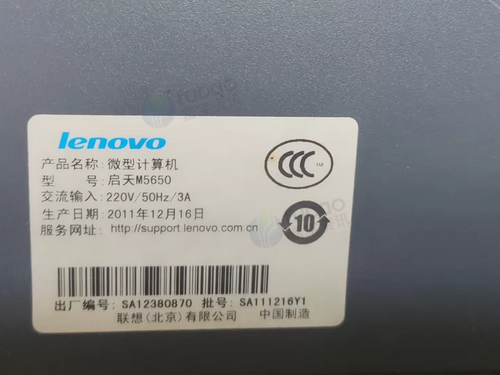 lenovo
产品名称: 微型计算机
型 号: 启天M5650
交流输入: 220V/50Hz/3A
生产日期: 2011年12月16日
服务网址: http://support.lenovo.com.cn
CCC
10
出厂编号: SA12380870 批号: SA111216Y1
联想(北京)有限公司 中国制造